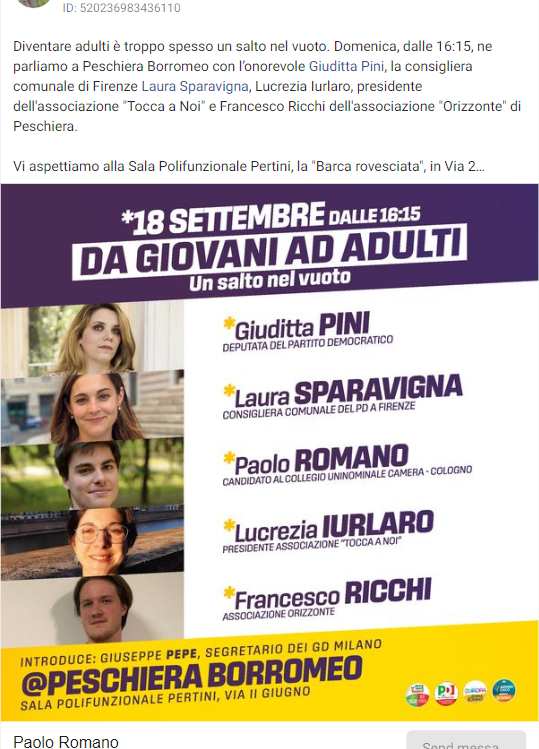 ID: 520236983436110
Diventare adulti è troppo spesso un salto nel vuoto. Domenica, dalle 16:15, ne
parliamo a Peschiera Borromeo con l'onorevole Giuditta Pini, la consigliera
comunale di Firenze Laura Sparavigna, Lucrezia Iurlaro, presidente
dell'associazione "Tocca a Noi" e Francesco Ricchi dell'associazione "Orizzonte" di
Peschiera.
Vi aspettiamo alla Sala Polifunzionale Pertini, la "Barca rovesciata", in Via 2...
*18 SETTEMBRE DALLE 16:15
DA GIOVANI AD ADULTI
Un salto nel vuoto
*Giuditta PINI
DEPUTATA DEL PARTITO DEMOCRATICO
*Laura SPARAVIGNA
CONSIGLIERA COMUNALE DEL PD A FIRENZE
*Paolo ROMANO
CANDIDATO AL COLLEGIO UNINOMINALE CAMERA - COLOGNO
*Lucrezia IURLARO
PRESIDENTE ASSOCIAZIONE "TOCCA A NOI"
*Francesco RICCHI
ASSOCIAZIONE ORIZZONTE
INTRODUCE: GIUSEPPE PEPE, SEGRETARIO DEI GD MILANO
@PESCHIERA BORROMEO
SALA POLIFUNZIONALE PERTINI, VIA II GIUGNO
PD
+EUROPA
Paolo Romano
Send messa...